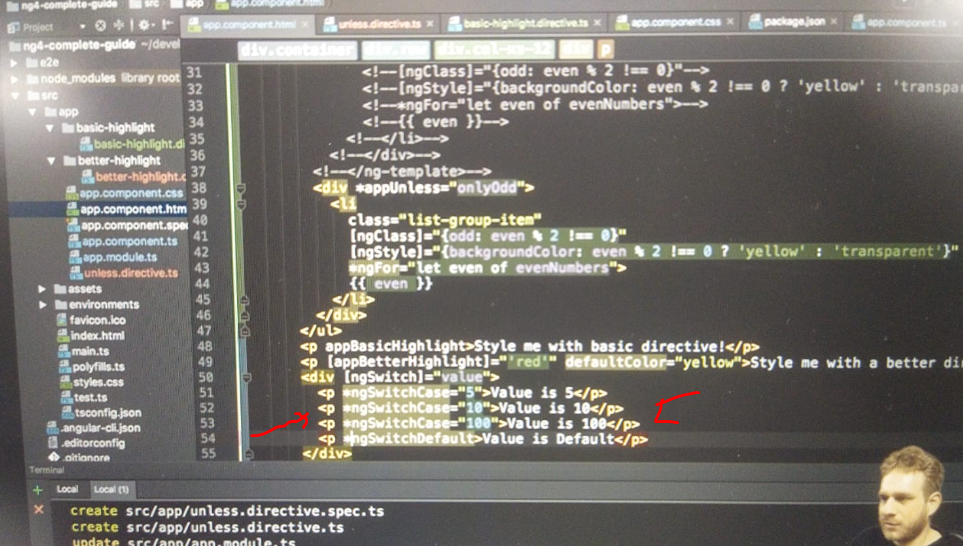 ng4-complete-guide src app app.component.html
Project
app.component.html unless.directive.ts basic-highlight.directive.ts app.component.css package.json app.component.ts
ng4-complete-guide ~/devel
div.container div.row div.col-xs-12 div p
e2e
node_modules library root
src
app
basic-highlight
basic-highlight.di
better-highlight
better-highlight.c
app.component.css
app.component.htm
app.component.spec
app.component.ts
app.module.ts
unless.directive.ts
assets
environments
favicon.ico
index.html
main.ts
polyfills.ts
styles.css
test.ts
tsconfig.json
.angular-cli.json
.editorconfig
.gitignore
31 <!--[ngClass]="{odd: even % 2 !== 0}"-->
32 <!--[ngStyle]="{backgroundColor: even % 2 !== 0 ? 'yellow' : 'transpa
33 <!--*ngFor="let even of evenNumbers">-->
34 <!--{{ even }}-->
35 <!--</li>-->
36 <!--</div>-->
37 <!--</ng-template>-->
38 <div *appUnless="onlyOdd">
39 <li
40 class="list-group-item"
41 [ngClass]="{odd: even % 2 !== 0}"
42 [ngStyle]="{backgroundColor: even % 2 !== 0 ? 'yellow' : 'transparent'}"
43 *ngFor="let even of evenNumbers">
44 {{ even }}
45 </li>
46 </div>
47 </ul>
48 <p appBasicHighlight>Style me with basic directive!</p>
49 <p [appBetterHighlight]="'red'" defaultColor="yellow">Style me with a better di
50 <div [ngSwitch]="value">
51 <p *ngSwitchCase="5">Value is 5</p>
52 <p *ngSwitchCase="10">Value is 10</p>
53 <p *ngSwitchCase="100">Value is 100</p>
54 <p *ngSwitchDefault>Value is Default</p>
55 </div>
Terminal
Local Local (1)
create src/app/unless.directive.spec.ts
create src/app/unless.directive.ts
update src/app/app.module.ts